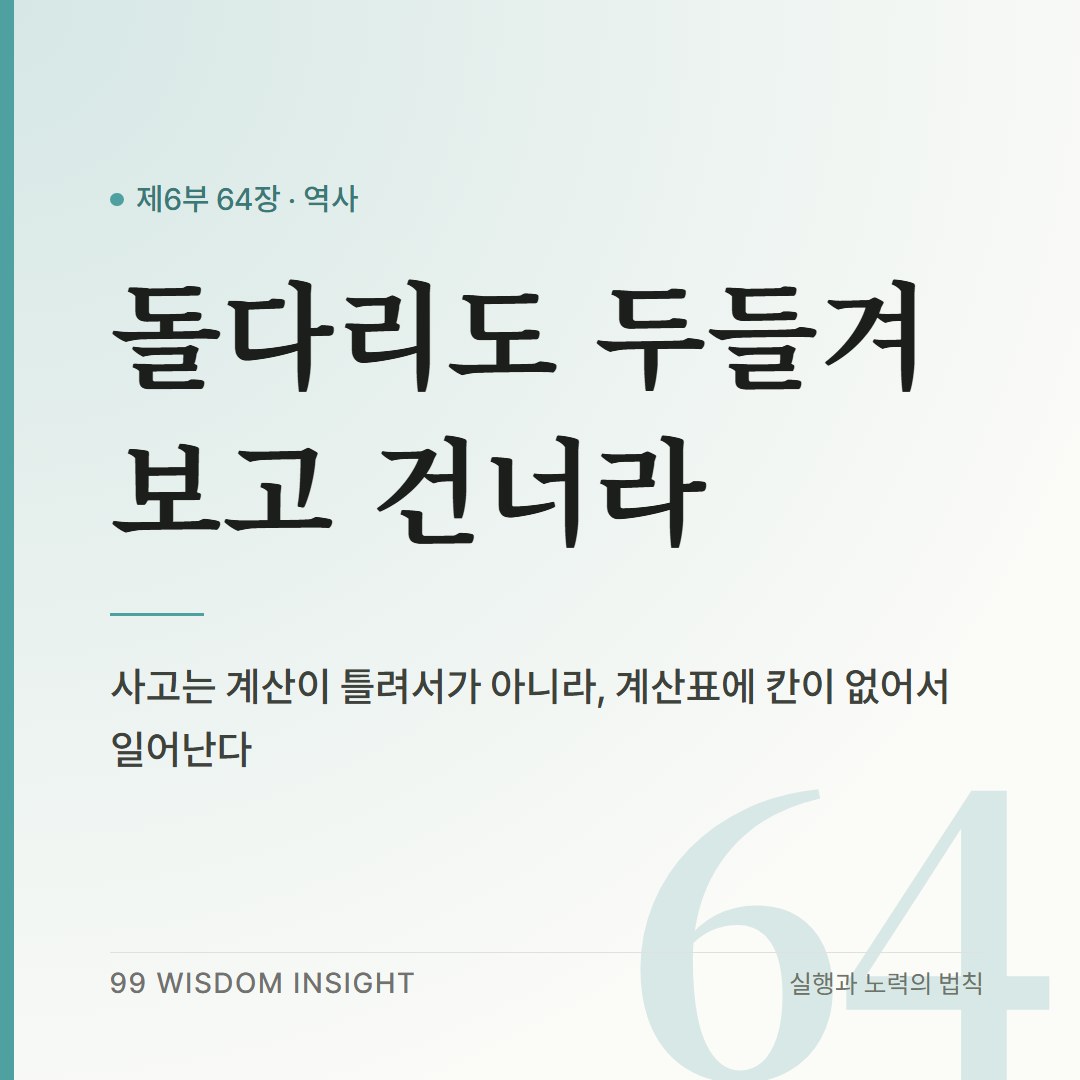 제6부 64장 · 역사
돌다리도 두들겨
보고 건너라
사고는 계산이 틀려서가 아니라, 계산표에 칸이 없어서
일어난다
64
99 WISDOM INSIGHT
실행과 노력의 법칙